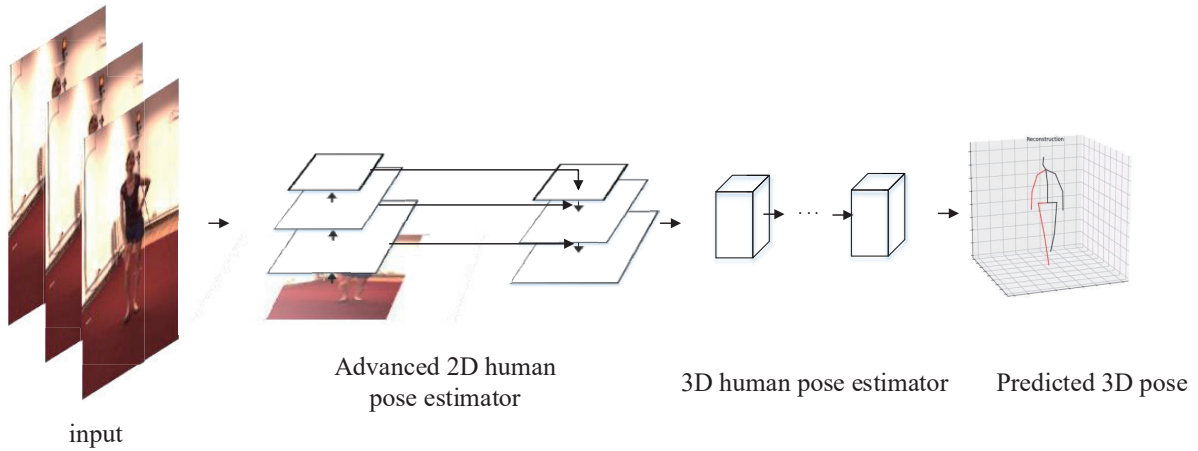 Reconstruction
· · ·
Advanced 2D human
pose estimator
3D human pose estimator
Predicted 3D pose
input